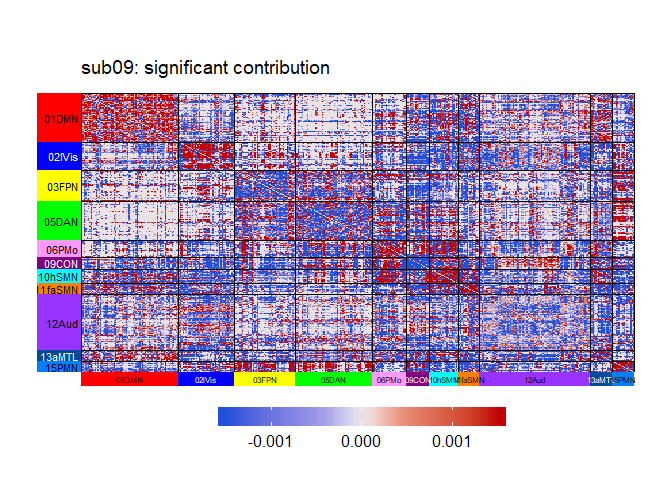 sub09: significant contribution
01DMN
02lVis
03FPN
05DAN
06PMo
09CON
10hSMN
11faSMN
12Aud
13aMTL
15PMN
01DMN 02lVis 03FPN 05DAN 06PMo 09CON 10hSMN 11faSMN 12Aud 13aMTL 15PMN
-0.001 0.000 0.001